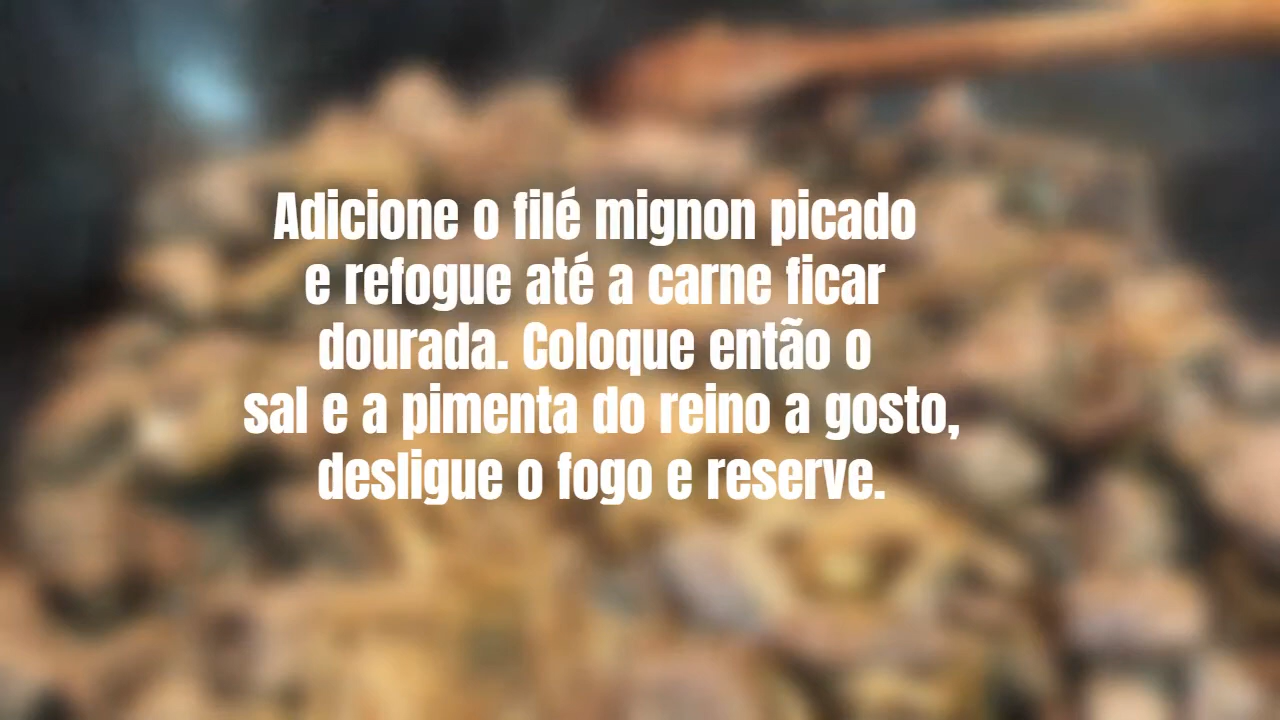 Adicione o filé mignon picado
e refogue até a carne ficar
dourada. Coloque então o
sal e a pimenta do reino a gosto,
desligue o fogo e reserve.